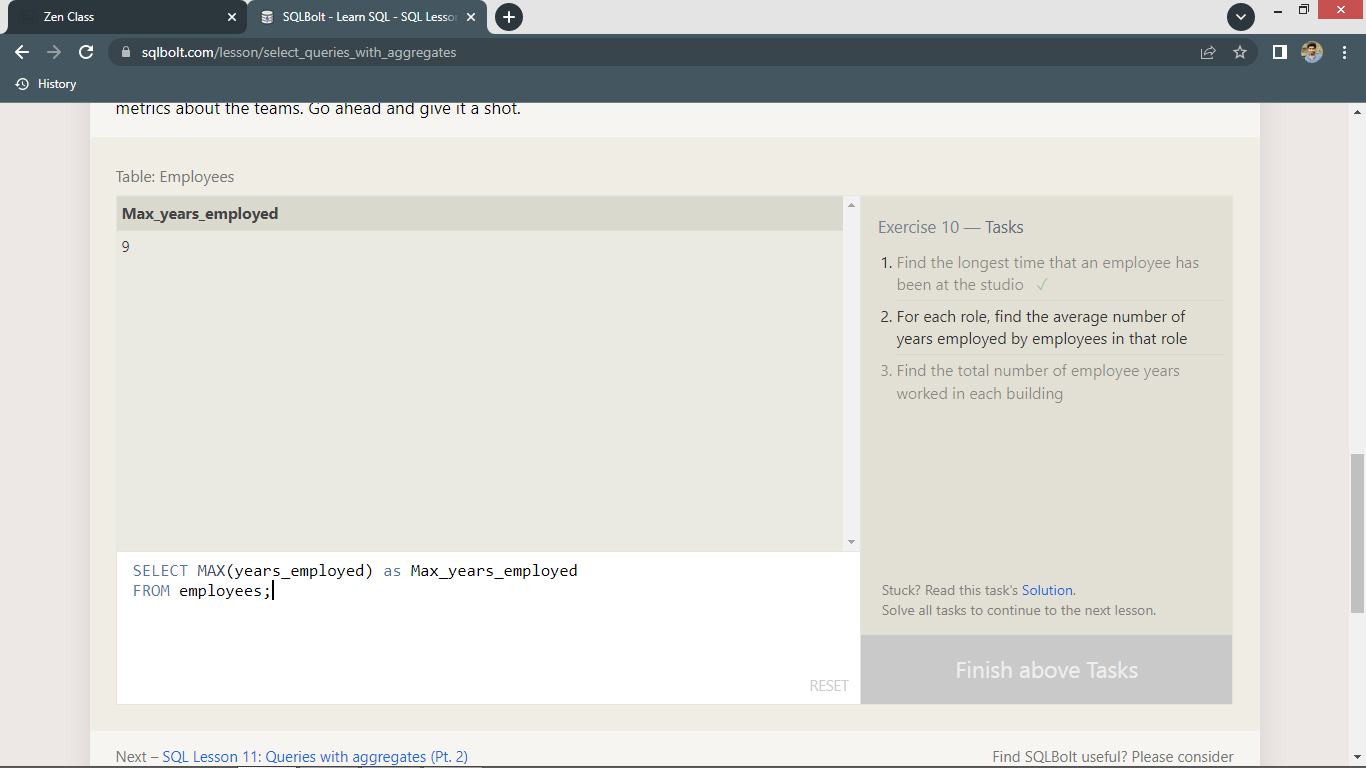 Zen Class
SQLBolt - Learn SQL - SQL Lesso
sqlbolt.com/lesson/select_queries_with_aggregates
History
metrics about the teams. Go ahead and give it a shot.
Table: Employees
Max_years_employed
9
SELECT MAX(years_employed) as Max_years_employed
FROM employees;
RESET
Exercise 10 — Tasks
1. Find the longest time that an employee has
been at the studio ✓
2. For each role, find the average number of
years employed by employees in that role
3. Find the total number of employee years
worked in each building
Stuck? Read this task's Solution.
Solve all tasks to continue to the next lesson.
Finish above Tasks
Next – SQL Lesson 11: Queries with aggregates (Pt. 2)
Find SQLBolt useful? Please consider